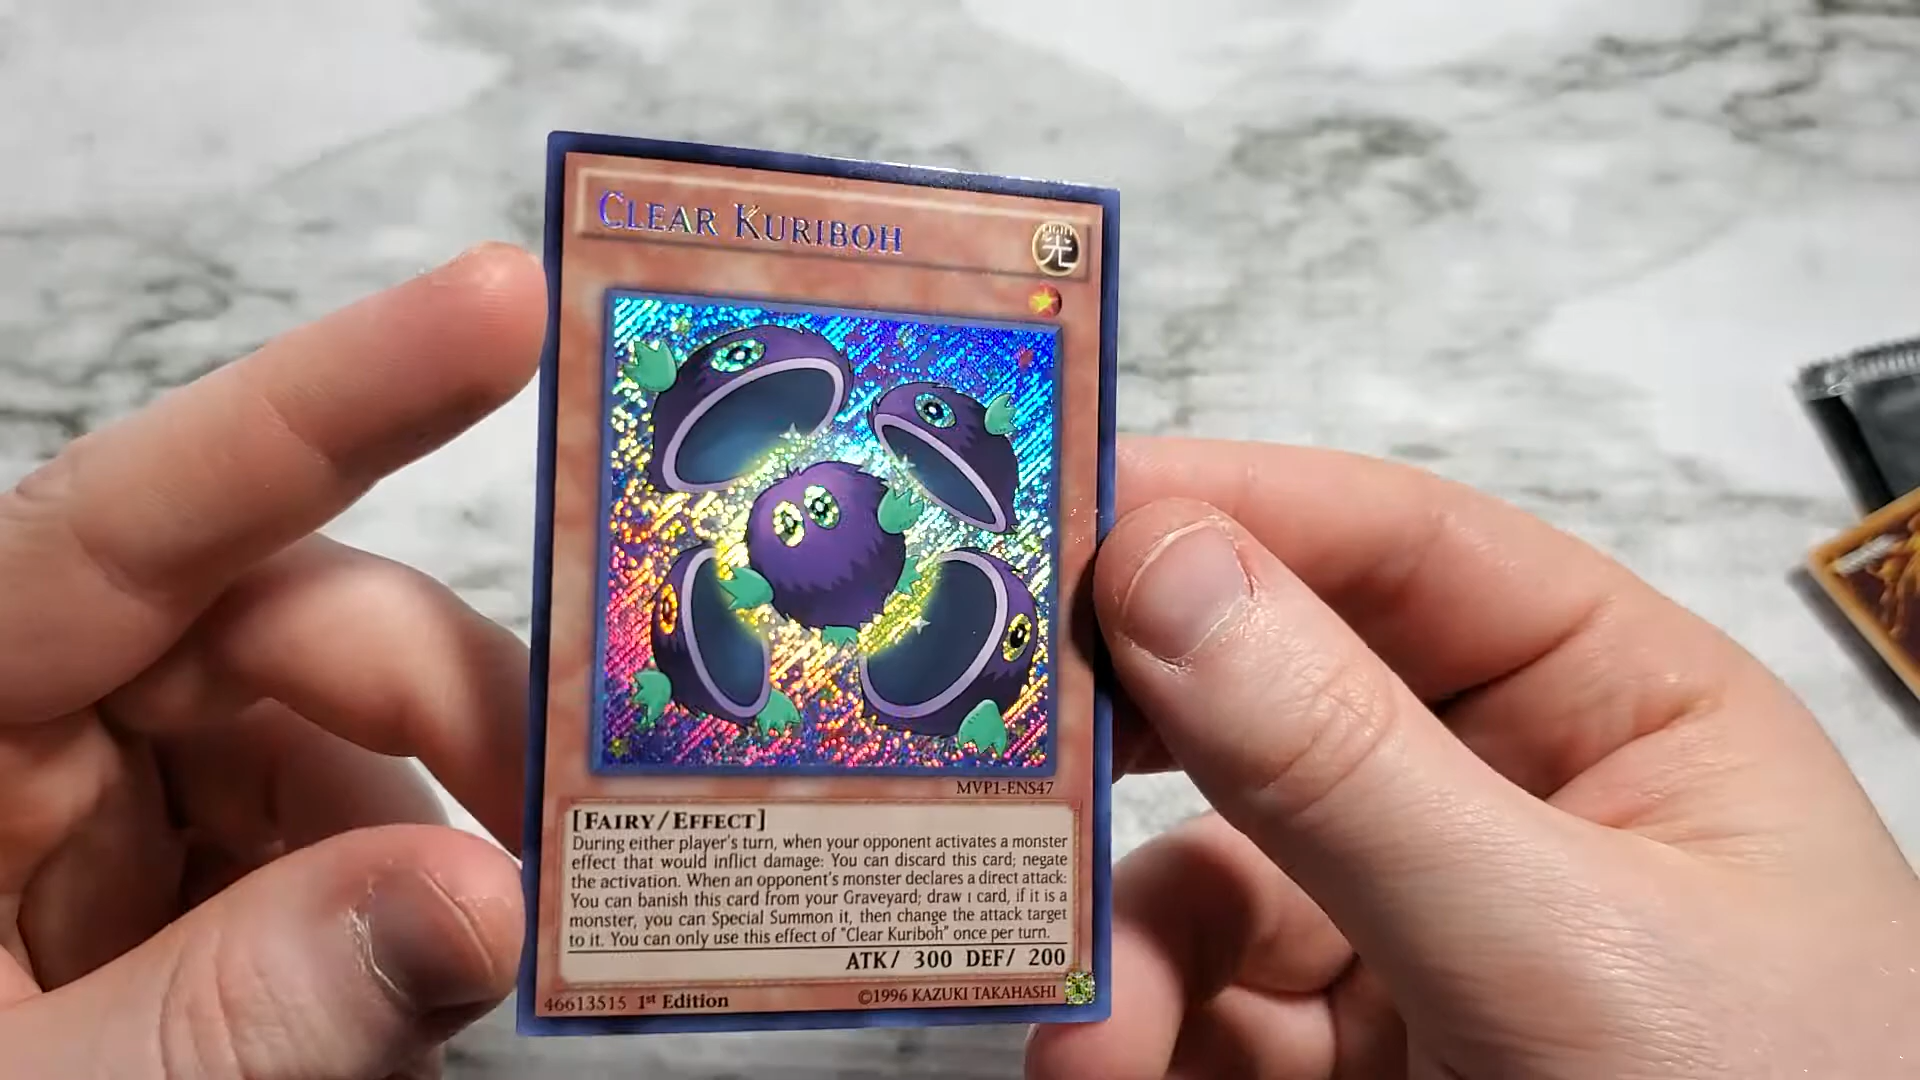 CLEAR KURIBOH
LIGHT
光
MVP1-ENS47
[FAIRY/EFFECT]
During either player's turn, when your opponent activates a monster
effect that would inflict damage: You can discard this card; negate
the activation. When an opponent's monster declares a direct attack:
You can banish this card from your Graveyard; draw 1 card, if it is a
monster, you can Special Summon it, then change the attack target
to it. You can only use this effect of "Clear Kuriboh" once per turn.
ATK/ 300 DEF/ 200
46613515 1st Edition
©1996 KAZUKI TAKAHASHI